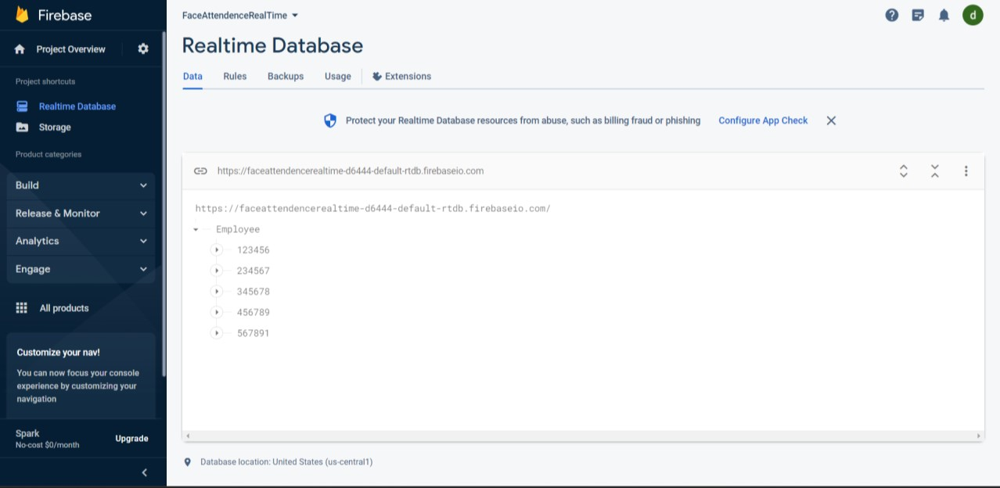 Firebase
Project Overview
Project shortcuts
Realtime Database
Storage
Product categories
Build
Release & Monitor
Analytics
Engage
All products
Customize your nav!
You can now focus your console
experience by customizing your
navigation
Spark
No-cost $0/month
Upgrade
FaceAttendenceRealTime
d
Realtime Database
Data Rules Backups Usage Extensions
Protect your Realtime Database resources from abuse, such as billing fraud or phishing Configure App Check
https://faceattendencerealtime-d6444-default-rtdb.firebaseio.com
https://faceattendencerealtime-d6444-default-rtdb.firebaseio.com/
Employee
123456
234567
345678
456789
567891
Database location: United States (us-central1)